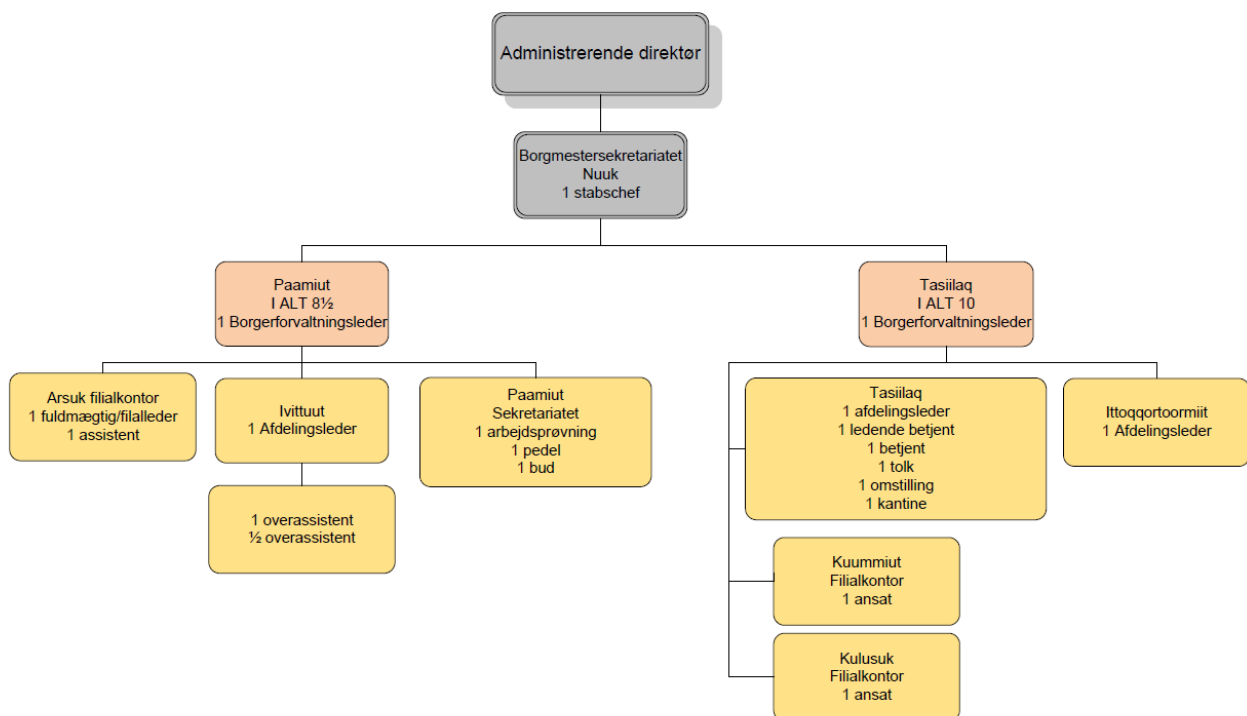 Administrerende direktør
Borgmestersekretariatet
Nuuk
1 stabschef
Paamiut
I ALT 8½
1 Borgerforvaltningsleder
Tasiilaq
I ALT 10
1 Borgerforvaltningsleder
Arsuk filialkontor
1 fuldmægtig/filalleder
1 assistent
Ivittuut
1 Afdelingsleder
Paamiut
Sekretariatet
1 arbejdsprøvning
1 pedel
1 bud
Tasiilaq
1 afdelingsleder
1 ledende betjent
1 betjent
1 tolk
1 omstilling
1 kantine
Ittoqqortoormiit
1 Afdelingsleder
1 overassistent
½ overassistent
Kuummiut
Filialkontor
1 ansat
Kulusuk
Filialkontor
1 ansat